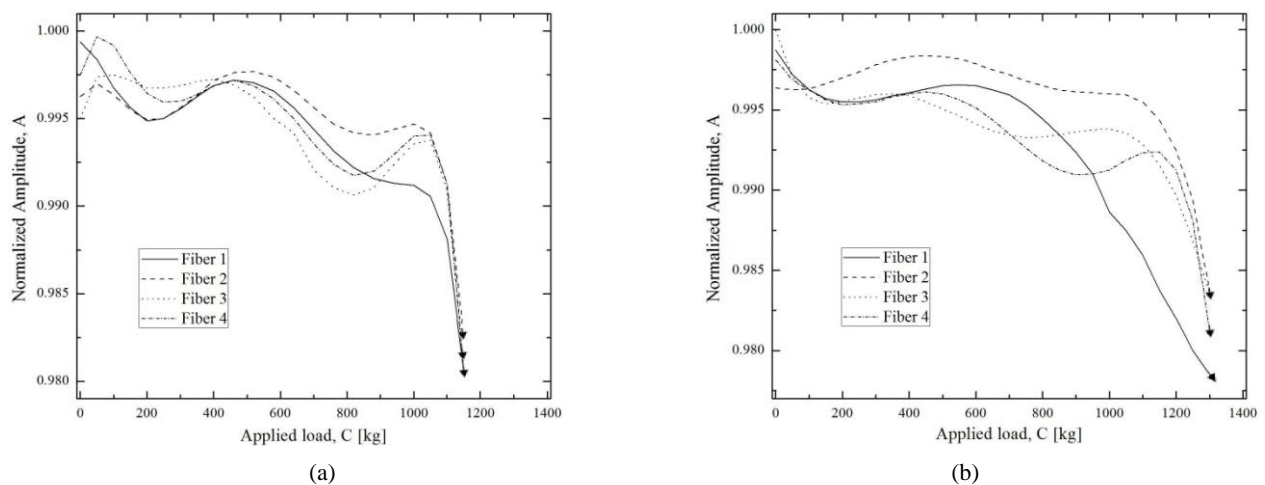 (a)
1.000
0.995
0.990
0.985
0.980
Normalized Amplitude, A
Fiber 1
Fiber 2
Fiber 3
Fiber 4
0 200 400 600 800 1000 1200 1400
Applied load, C [kg]
(a)
(b)
1.000
0.995
0.990
0.985
0.980
Normalized Amplitude, A
Fiber 1
Fiber 2
Fiber 3
Fiber 4
0 200 400 600 800 1000 1200 1400
Applied load, C [kg]
(b)